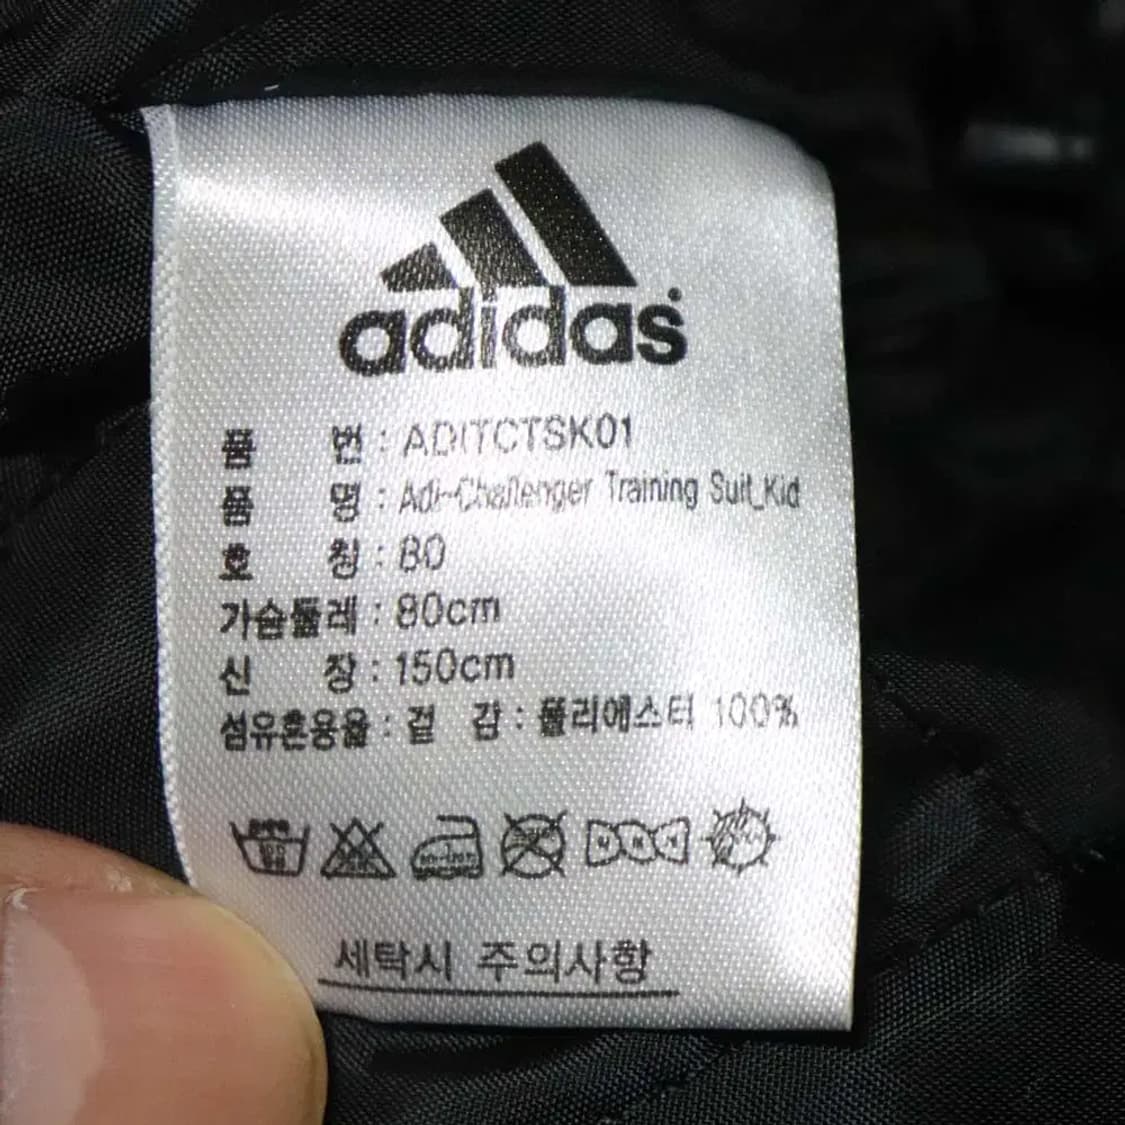 adidas
품 번 : ADITCTSK01
품 명 : Adi-Challenger Training Suit_Kid
호 칭 : 80
가슴둘레 : 80cm
신 장 : 150cm
섬유혼용율 : 겉 감 : 폴리에스터 100%
세탁시 주의사항